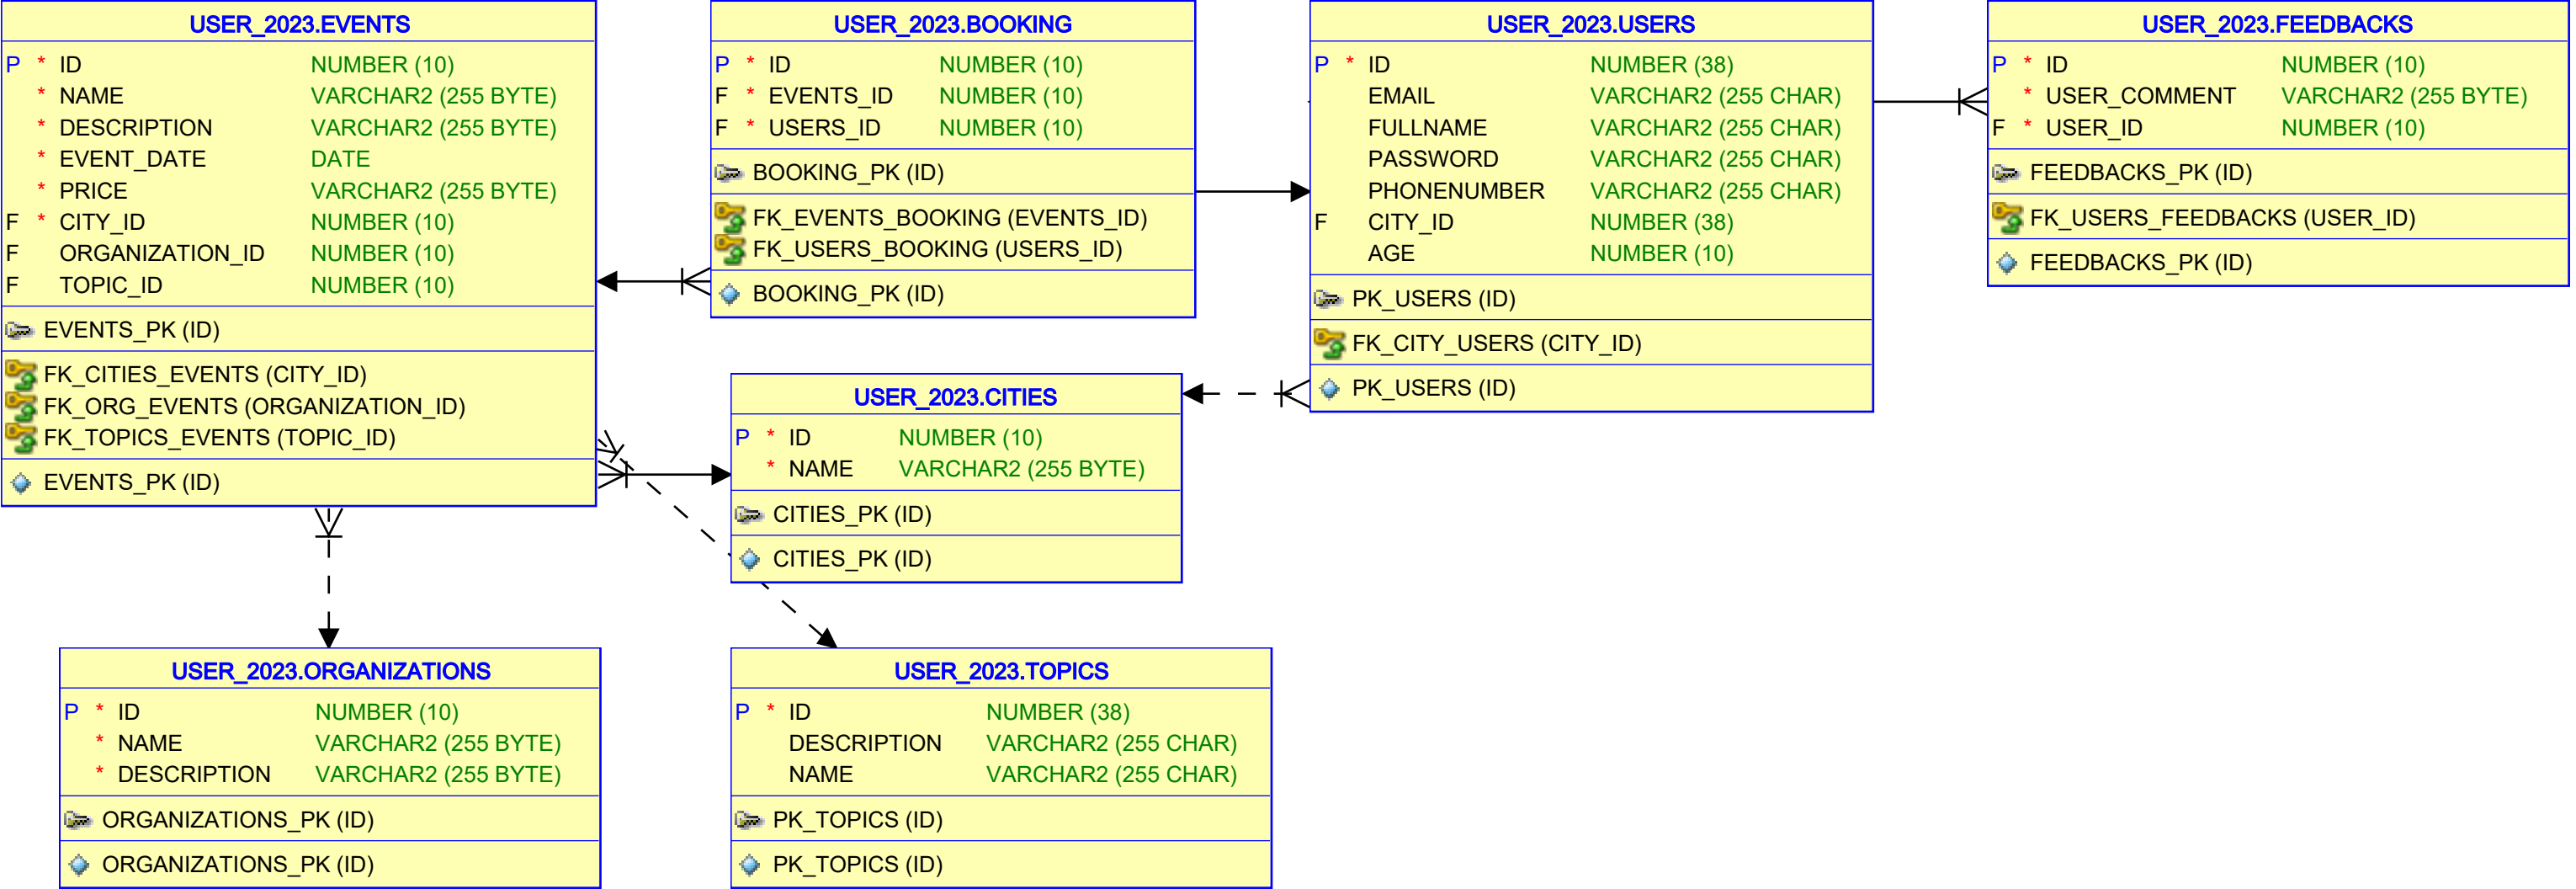 USER_2023.EVENTS
P * ID NUMBER (10)
* NAME VARCHAR2 (255 BYTE)
* DESCRIPTION VARCHAR2 (255 BYTE)
* EVENT_DATE DATE
* PRICE VARCHAR2 (255 BYTE)
F * CITY_ID NUMBER (10)
F ORGANIZATION_ID NUMBER (10)
F TOPIC_ID NUMBER (10)
EVENTS_PK (ID)
FK_CITIES_EVENTS (CITY_ID)
FK_ORG_EVENTS (ORGANIZATION_ID)
FK_TOPICS_EVENTS (TOPIC_ID)
EVENTS_PK (ID)
USER_2023.BOOKING
P * ID NUMBER (10)
F * EVENTS_ID NUMBER (10)
F * USERS_ID NUMBER (10)
BOOKING_PK (ID)
FK_EVENTS_BOOKING (EVENTS_ID)
FK_USERS_BOOKING (USERS_ID)
BOOKING_PK (ID)
USER_2023.USERS
P * ID NUMBER (38)
EMAIL VARCHAR2 (255 CHAR)
FULLNAME VARCHAR2 (255 CHAR)
PASSWORD VARCHAR2 (255 CHAR)
PHONENUMBER VARCHAR2 (255 CHAR)
F CITY_ID NUMBER (38)
AGE NUMBER (10)
PK_USERS (ID)
FK_CITY_USERS (CITY_ID)
PK_USERS (ID)
USER_2023.FEEDBACKS
P * ID NUMBER (10)
* USER_COMMENT VARCHAR2 (255 BYTE)
F * USER_ID NUMBER (10)
FEEDBACKS_PK (ID)
FK_USERS_FEEDBACKS (USER_ID)
FEEDBACKS_PK (ID)
USER_2023.CITIES
P * ID NUMBER (10)
* NAME VARCHAR2 (255 BYTE)
CITIES_PK (ID)
CITIES_PK (ID)
USER_2023.ORGANIZATIONS
P * ID NUMBER (10)
* NAME VARCHAR2 (255 BYTE)
* DESCRIPTION VARCHAR2 (255 BYTE)
ORGANIZATIONS_PK (ID)
ORGANIZATIONS_PK (ID)
USER_2023.TOPICS
P * ID NUMBER (38)
DESCRIPTION VARCHAR2 (255 CHAR)
NAME VARCHAR2 (255 CHAR)
PK_TOPICS (ID)
PK_TOPICS (ID)